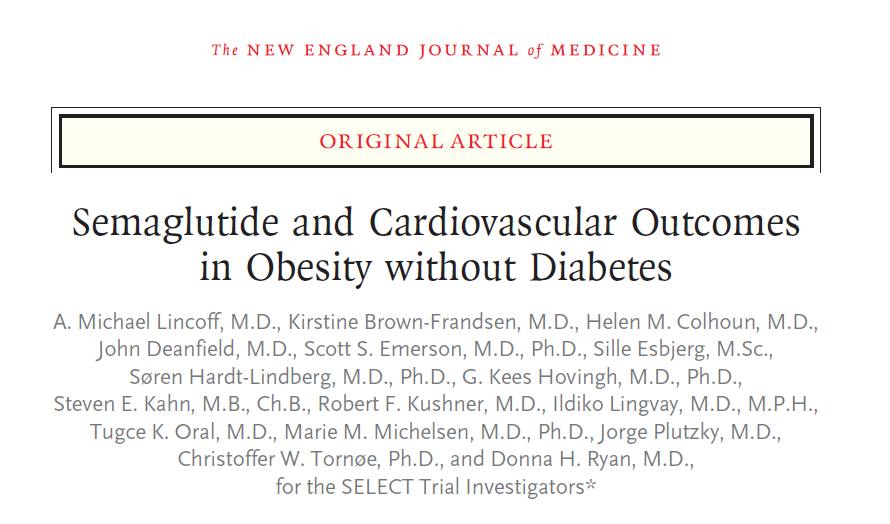 The NEW ENGLAND JOURNAL of MEDICINE
ORIGINAL ARTICLE
Semaglutide and Cardiovascular Outcomes
in Obesity without Diabetes
A. Michael Lincoff, M.D., Kirstine Brown-Frandsen, M.D., Helen M. Colhoun, M.D.,
John Deanfield, M.D., Scott S. Emerson, M.D., Ph.D., Sille Esbjerg, M.Sc.,
Søren Hardt-Lindberg, M.D., Ph.D., G. Kees Hovingh, M.D., Ph.D.,
Steven E. Kahn, M.B., Ch.B., Robert F. Kushner, M.D., Ildiko Lingvay, M.D., M.P.H.,
Tugce K. Oral, M.D., Marie M. Michelsen, M.D., Ph.D., Jorge Plutzky, M.D.,
Christoffer W. Tornøe, Ph.D., and Donna H. Ryan, M.D.,
for the SELECT Trial Investigators*